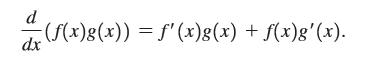 d/dx (f(x)g(x)) = f'(x)g(x) + f(x)g'(x).